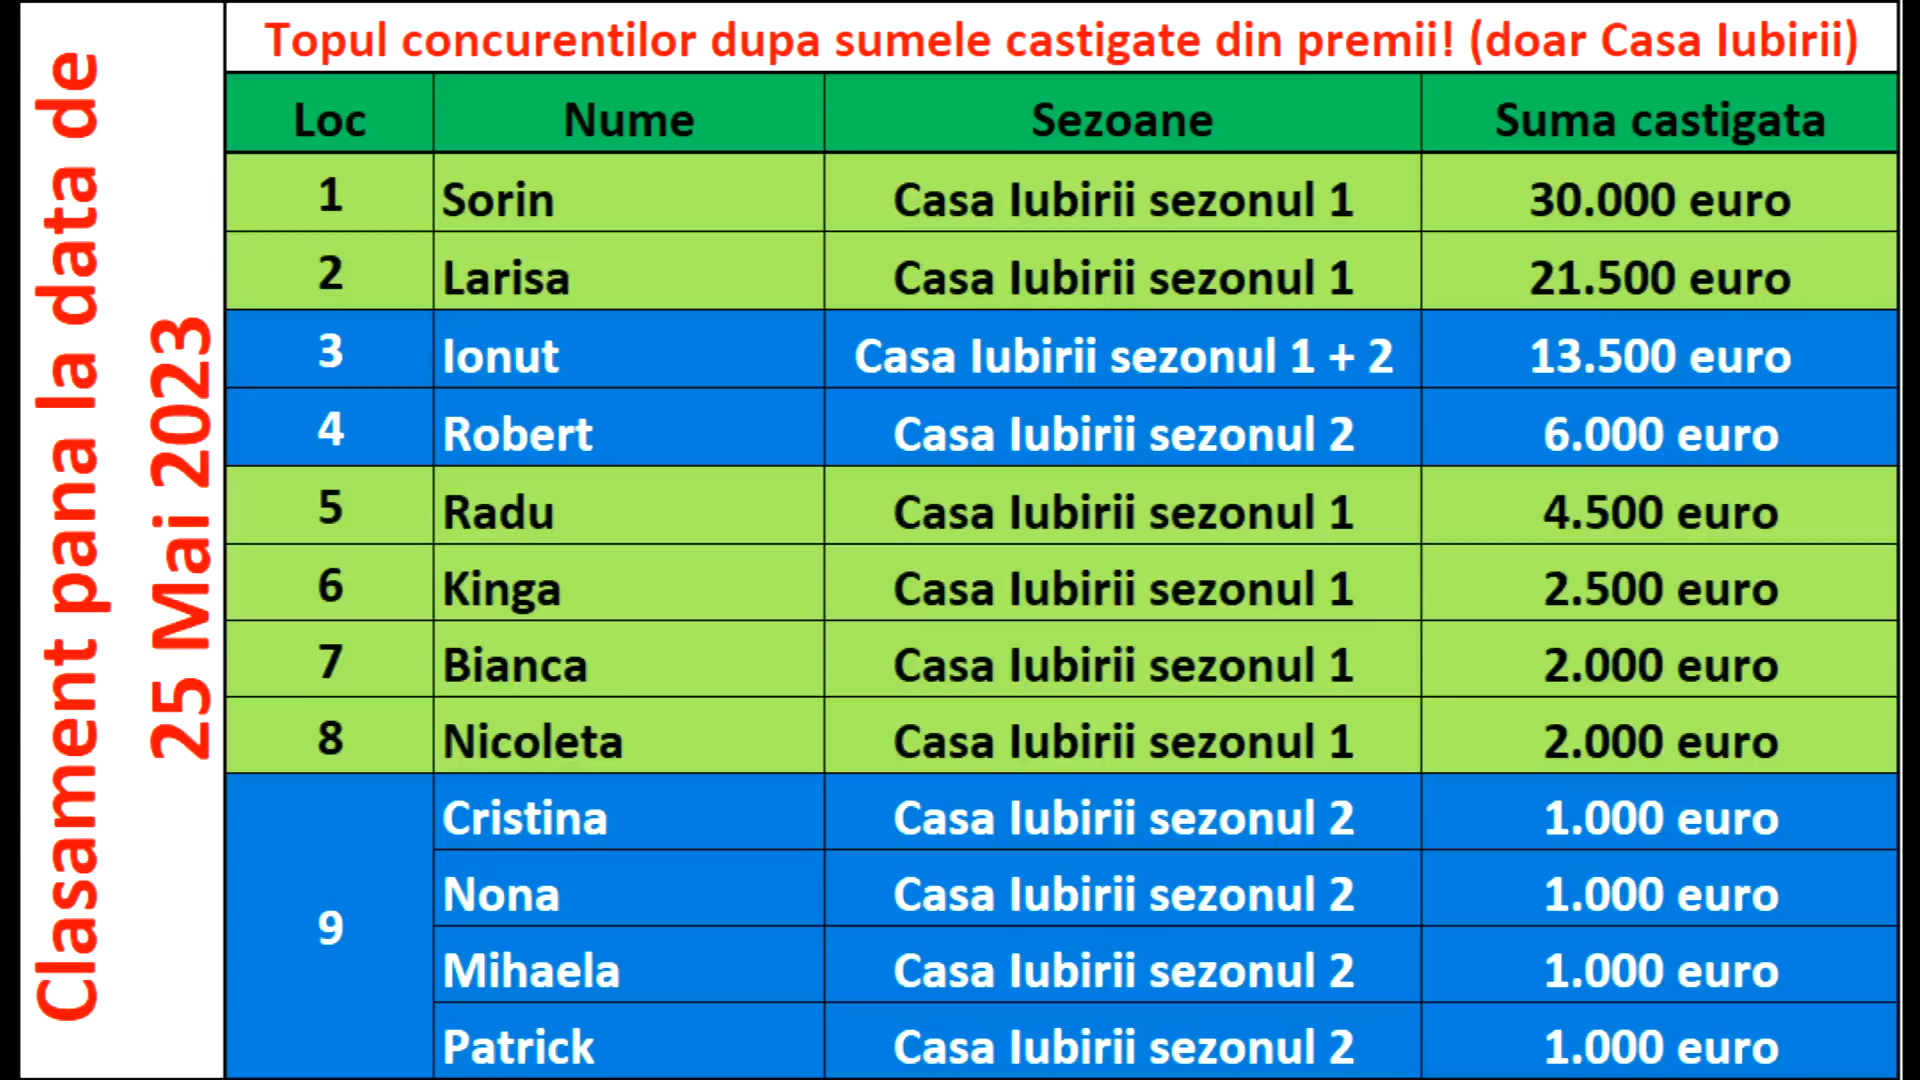 Clasament pana la data de
25 Mai 2023
Topul concurentilor dupa sumele castigate din premii! (doar Casa Iubirii)
Loc Nume Sezoane Suma castigata
1 Sorin Casa Iubirii sezonul 1 30.000 euro
2 Larisa Casa Iubirii sezonul 1 21.500 euro
3 Ionut Casa Iubirii sezonul 1 + 2 13.500 euro
4 Robert Casa Iubirii sezonul 2 6.000 euro
5 Radu Casa Iubirii sezonul 1 4.500 euro
6 Kinga Casa Iubirii sezonul 1 2.500 euro
7 Bianca Casa Iubirii sezonul 1 2.000 euro
8 Nicoleta Casa Iubirii sezonul 1 2.000 euro
9 Cristina Casa Iubirii sezonul 2 1.000 euro
Nona Casa Iubirii sezonul 2 1.000 euro
Mihaela Casa Iubirii sezonul 2 1.000 euro
Patrick Casa Iubirii sezonul 2 1.000 euro